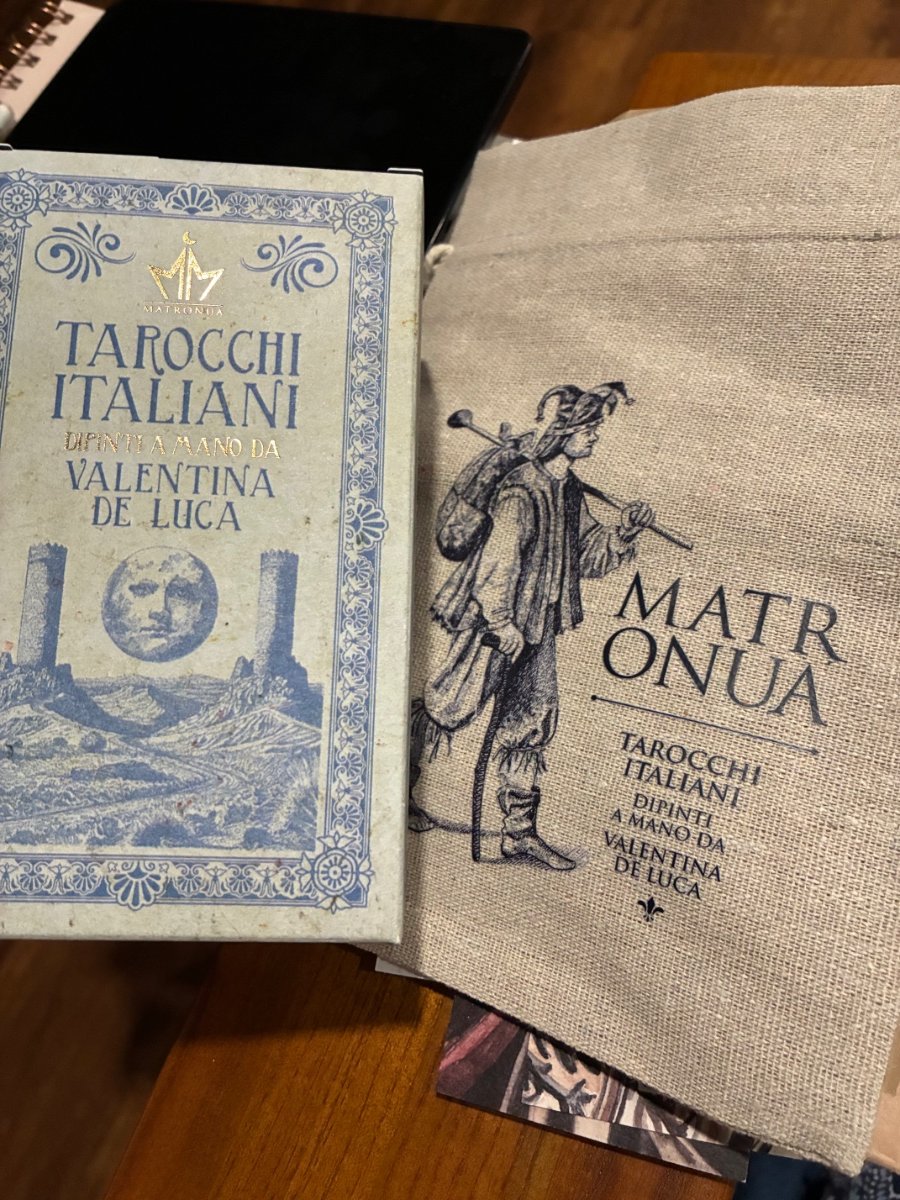 MATRONUA
TAROCCHI
ITALIANI
DIPINTI A MANO DA
VALENTINA
DE LUCA
MATR
ONUA
TAROCCHI
ITALIANI
DIPINTI
A MANO DA
VALENTINA
DE LUCA